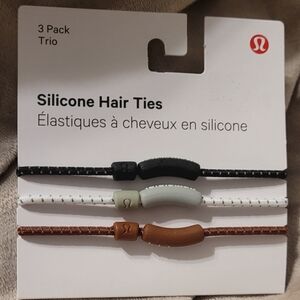 3 Pack
Trio
Silicone Hair Ties
Élastiques à cheveux en silicone